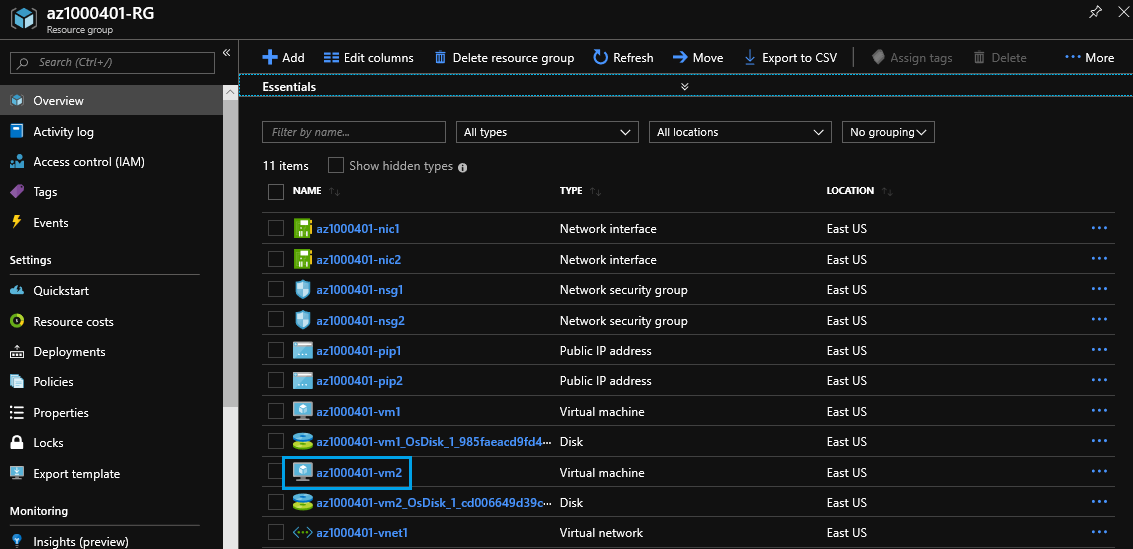 az1000401-RG
Resource group
Search (Ctrl+/)
Overview
Activity log
Access control (IAM)
Tags
Events
Settings
Quickstart
Resource costs
Deployments
Policies
Properties
Locks
Export template
Monitoring
Insights (preview)
Add Edit columns Delete resource group Refresh Move Export to CSV Assign tags Delete More
Essentials
Filter by name... All types All locations No grouping
11 items Show hidden types
NAME TYPE LOCATION
az1000401-nic1 Network interface East US
az1000401-nic2 Network interface East US
az1000401-nsg1 Network security group East US
az1000401-nsg2 Network security group East US
az1000401-pip1 Public IP address East US
az1000401-pip2 Public IP address East US
az1000401-vm1 Virtual machine East US
az1000401-vm1_OsDisk_1_985faeacd9fd4... Disk East US
az1000401-vm2 Virtual machine East US
az1000401-vm2_OsDisk_1_cd006649d39c... Disk East US
az1000401-vnet1 Virtual network East US